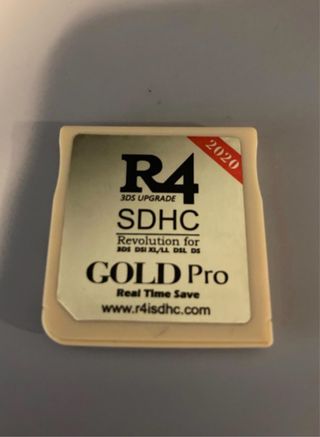 2020
R4
3DS UPGRADE
SDHC
Revolution for
3DS DSi XL/LL DSL DS
GOLD Pro
Real Time Save
www.r4isdhc.com